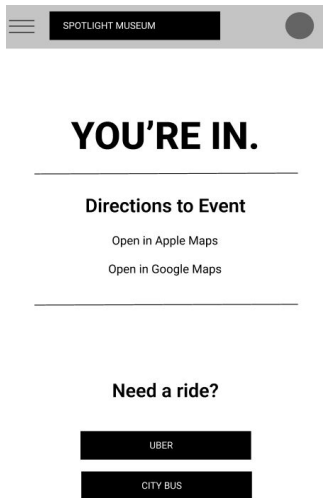 SPOTLIGHT MUSEUM
YOU’RE IN.
Directions to Event
Open in Apple Maps
Open in Google Maps
Need a ride?
UBER
CITY BUS